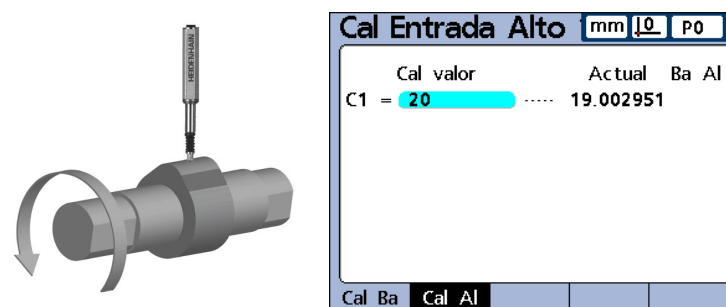 HEIDENHAIN
Cal Entrada Alto mm 0 P0
Cal valor Actual Ba Al
C1 = 20 ..... 19.002951
Cal Ba Cal Al